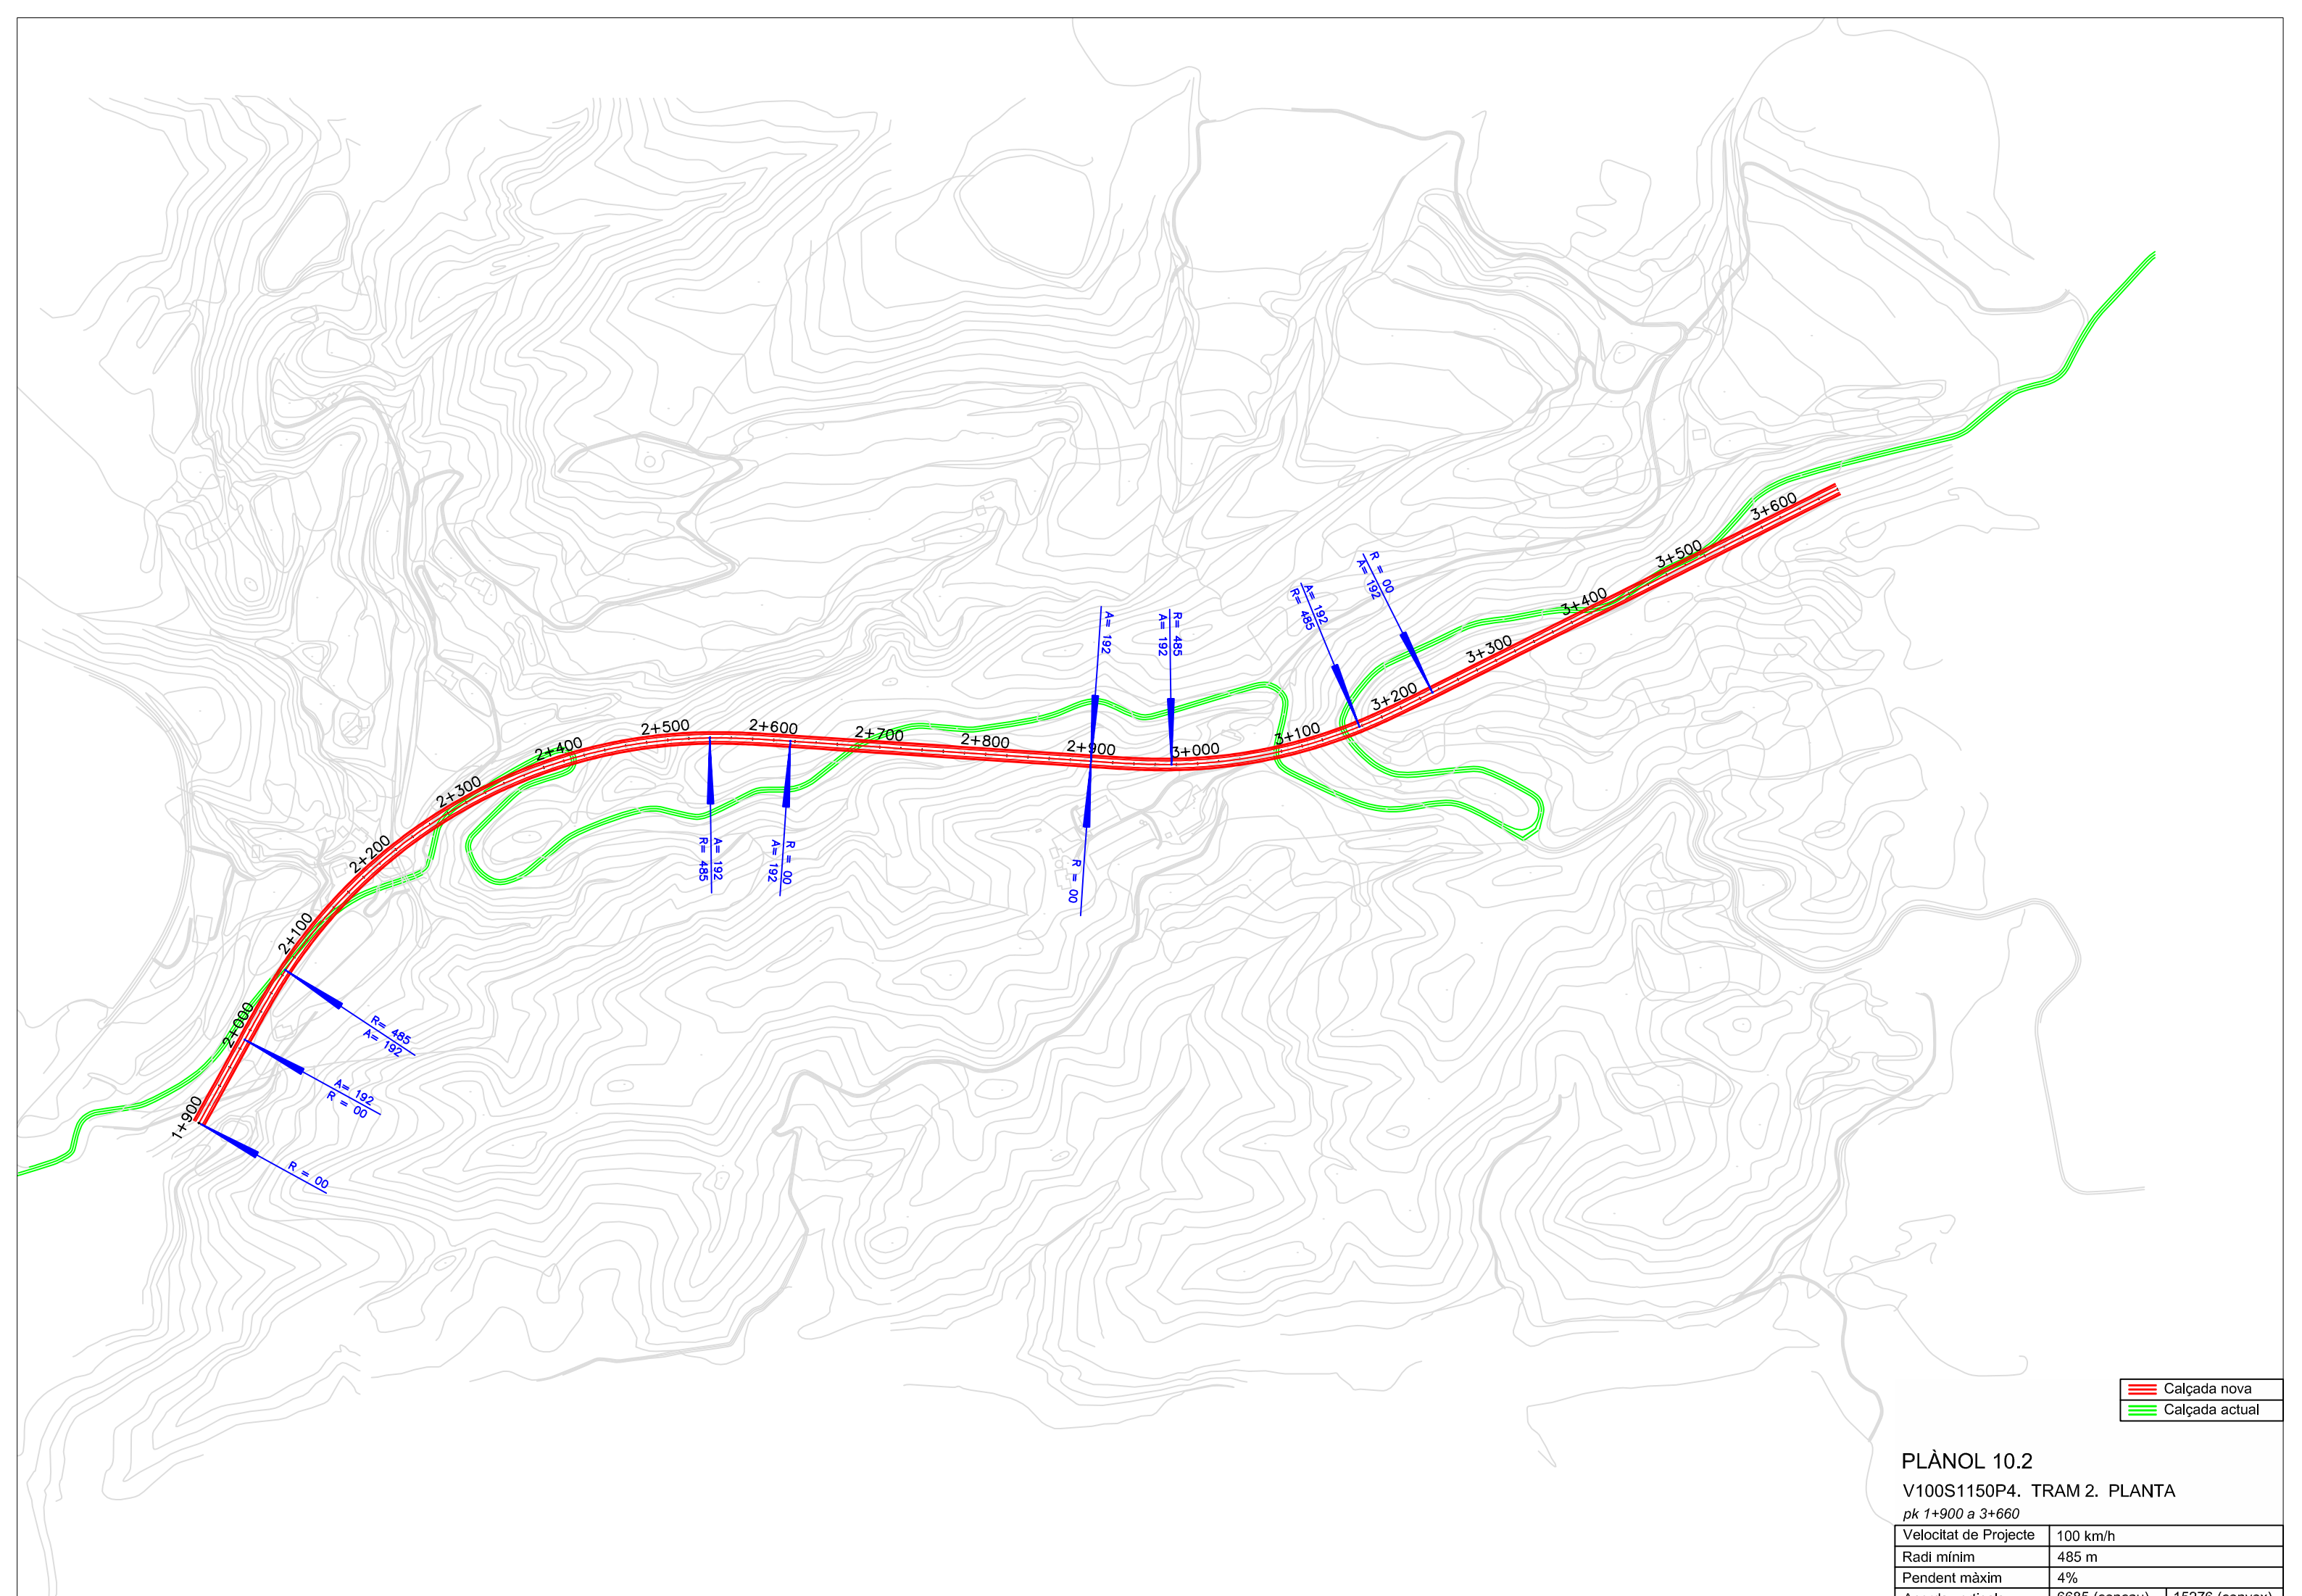 R = 00
A= 192
A= 192
R= 485
A= 192
R= 485
A= 192
R= 485
A= 192
3+600
3+500
3+400
3+300
3+200
3+100
3+000
2+900
2+800
2+700
2+600
2+500
2+400
2+300
2+200
2+100
2+000
1+900
A= 192
R= 485
R = 00
A= 192
R = 00
R= 485
A= 192
A= 192
R = 00
R = 00
Calçada nova
Calçada actual
PLÀNOL 10.2
V100S1150P4. TRAM 2. PLANTA
pk 1+900 a 3+660
Velocitat de Projecte 100 km/h
Radi mínim 485 m
Pendent màxim 4%